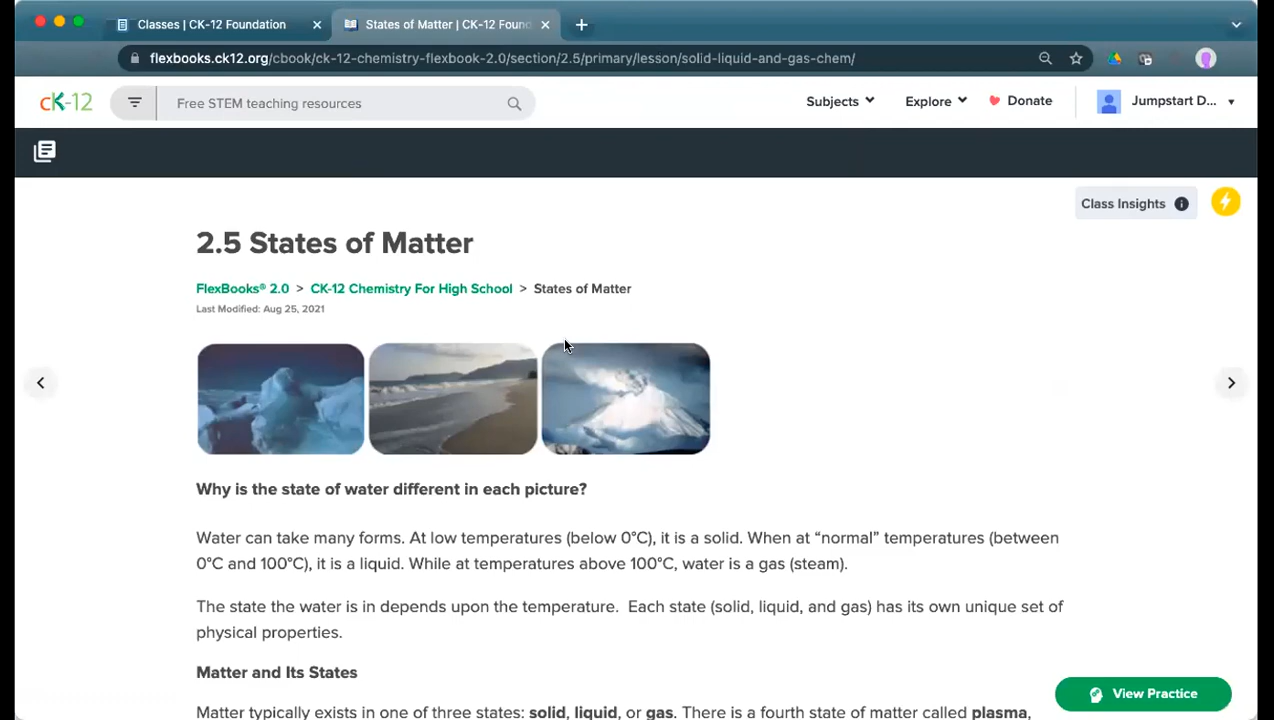 Classes | CK-12 Foundation
States of Matter | CK-12 Foun
flexbooks.ck12.org/cbook/ck-12-chemistry-flexbook-2.0/section/2.5/primary/lesson/solid-liquid-and-gas-chem/
cK-12
Free STEM teaching resources
Subjects
Explore
Donate
Jumpstart D...
Class Insights
2.5 States of Matter
FlexBooks® 2.0 > CK-12 Chemistry For High School > States of Matter
Last Modified: Aug 25, 2021
Why is the state of water different in each picture?
Water can take many forms. At low temperatures (below 0°C), it is a solid. When at “normal” temperatures (between
0°C and 100°C), it is a liquid. While at temperatures above 100°C, water is a gas (steam).
The state the water is in depends upon the temperature. Each state (solid, liquid, and gas) has its own unique set of
physical properties.
Matter and Its States
Matter typically exists in one of three states: solid, liquid, or gas. There is a fourth state of matter called plasma,
View Practice